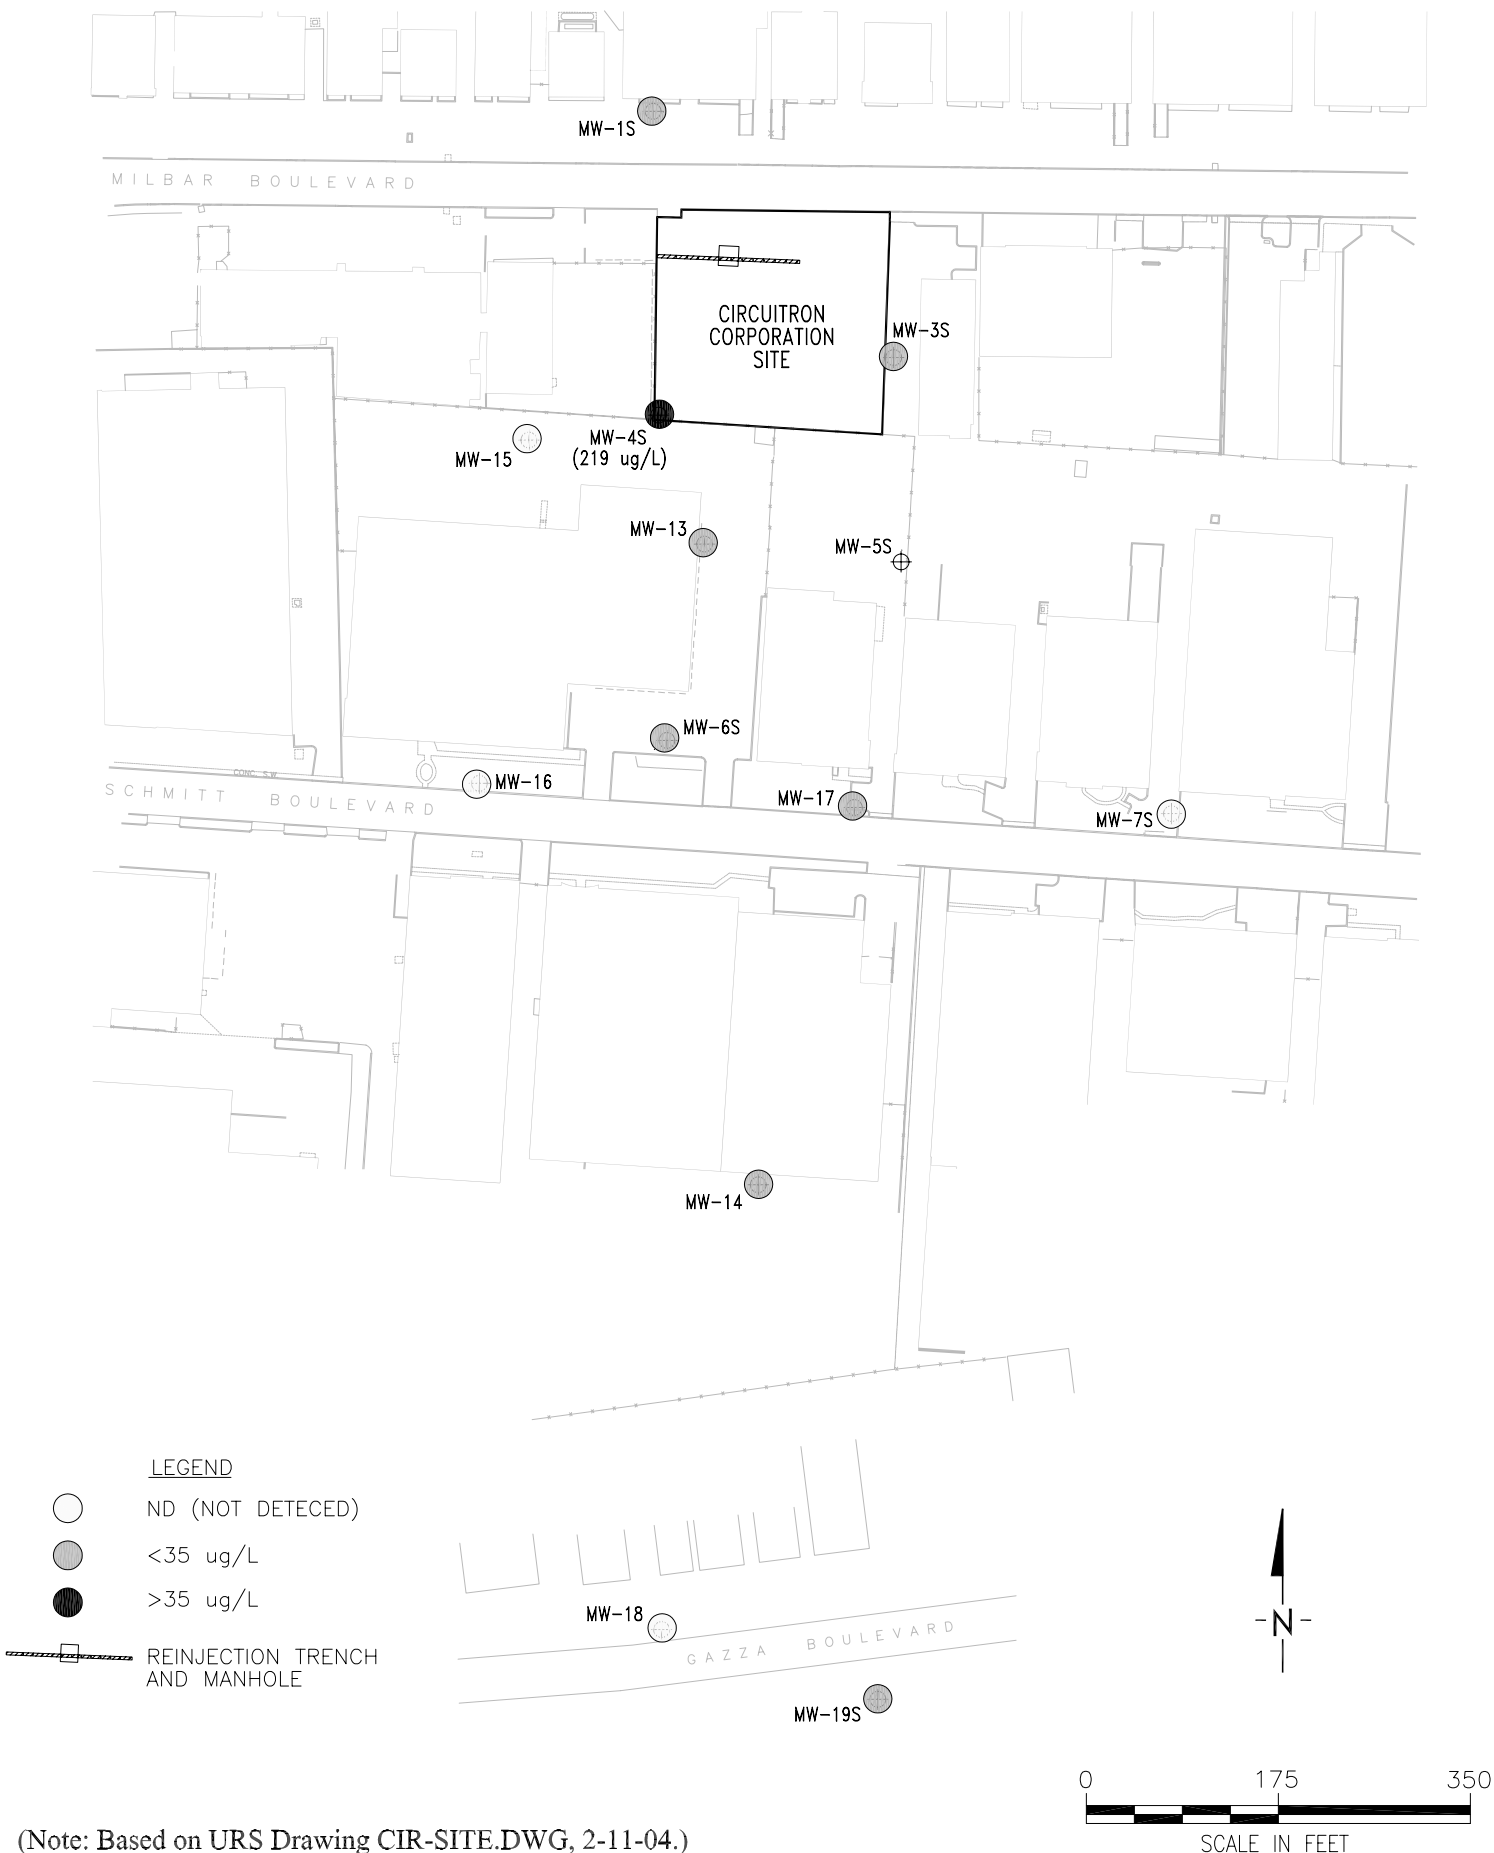 MW-1S
MILBAR BOULEVARD
CIRCUITRON
CORPORATION
SITE
MW-3S
MW-4S
(219 ug/L)
MW-15
MW-13
MW-5S
MW-6S
CONC. S.W.
MW-16
SCHMITT BOULEVARD
MW-17
MW-7S
MW-14
LEGEND
ND (NOT DETECED)
<35 ug/L
>35 ug/L
REINJECTION TRENCH
AND MANHOLE
MW-18
GAZZA BOULEVARD
MW-19S
N
0 175 350
SCALE IN FEET
(Note: Based on URS Drawing CIR-SITE.DWG, 2-11-04.)